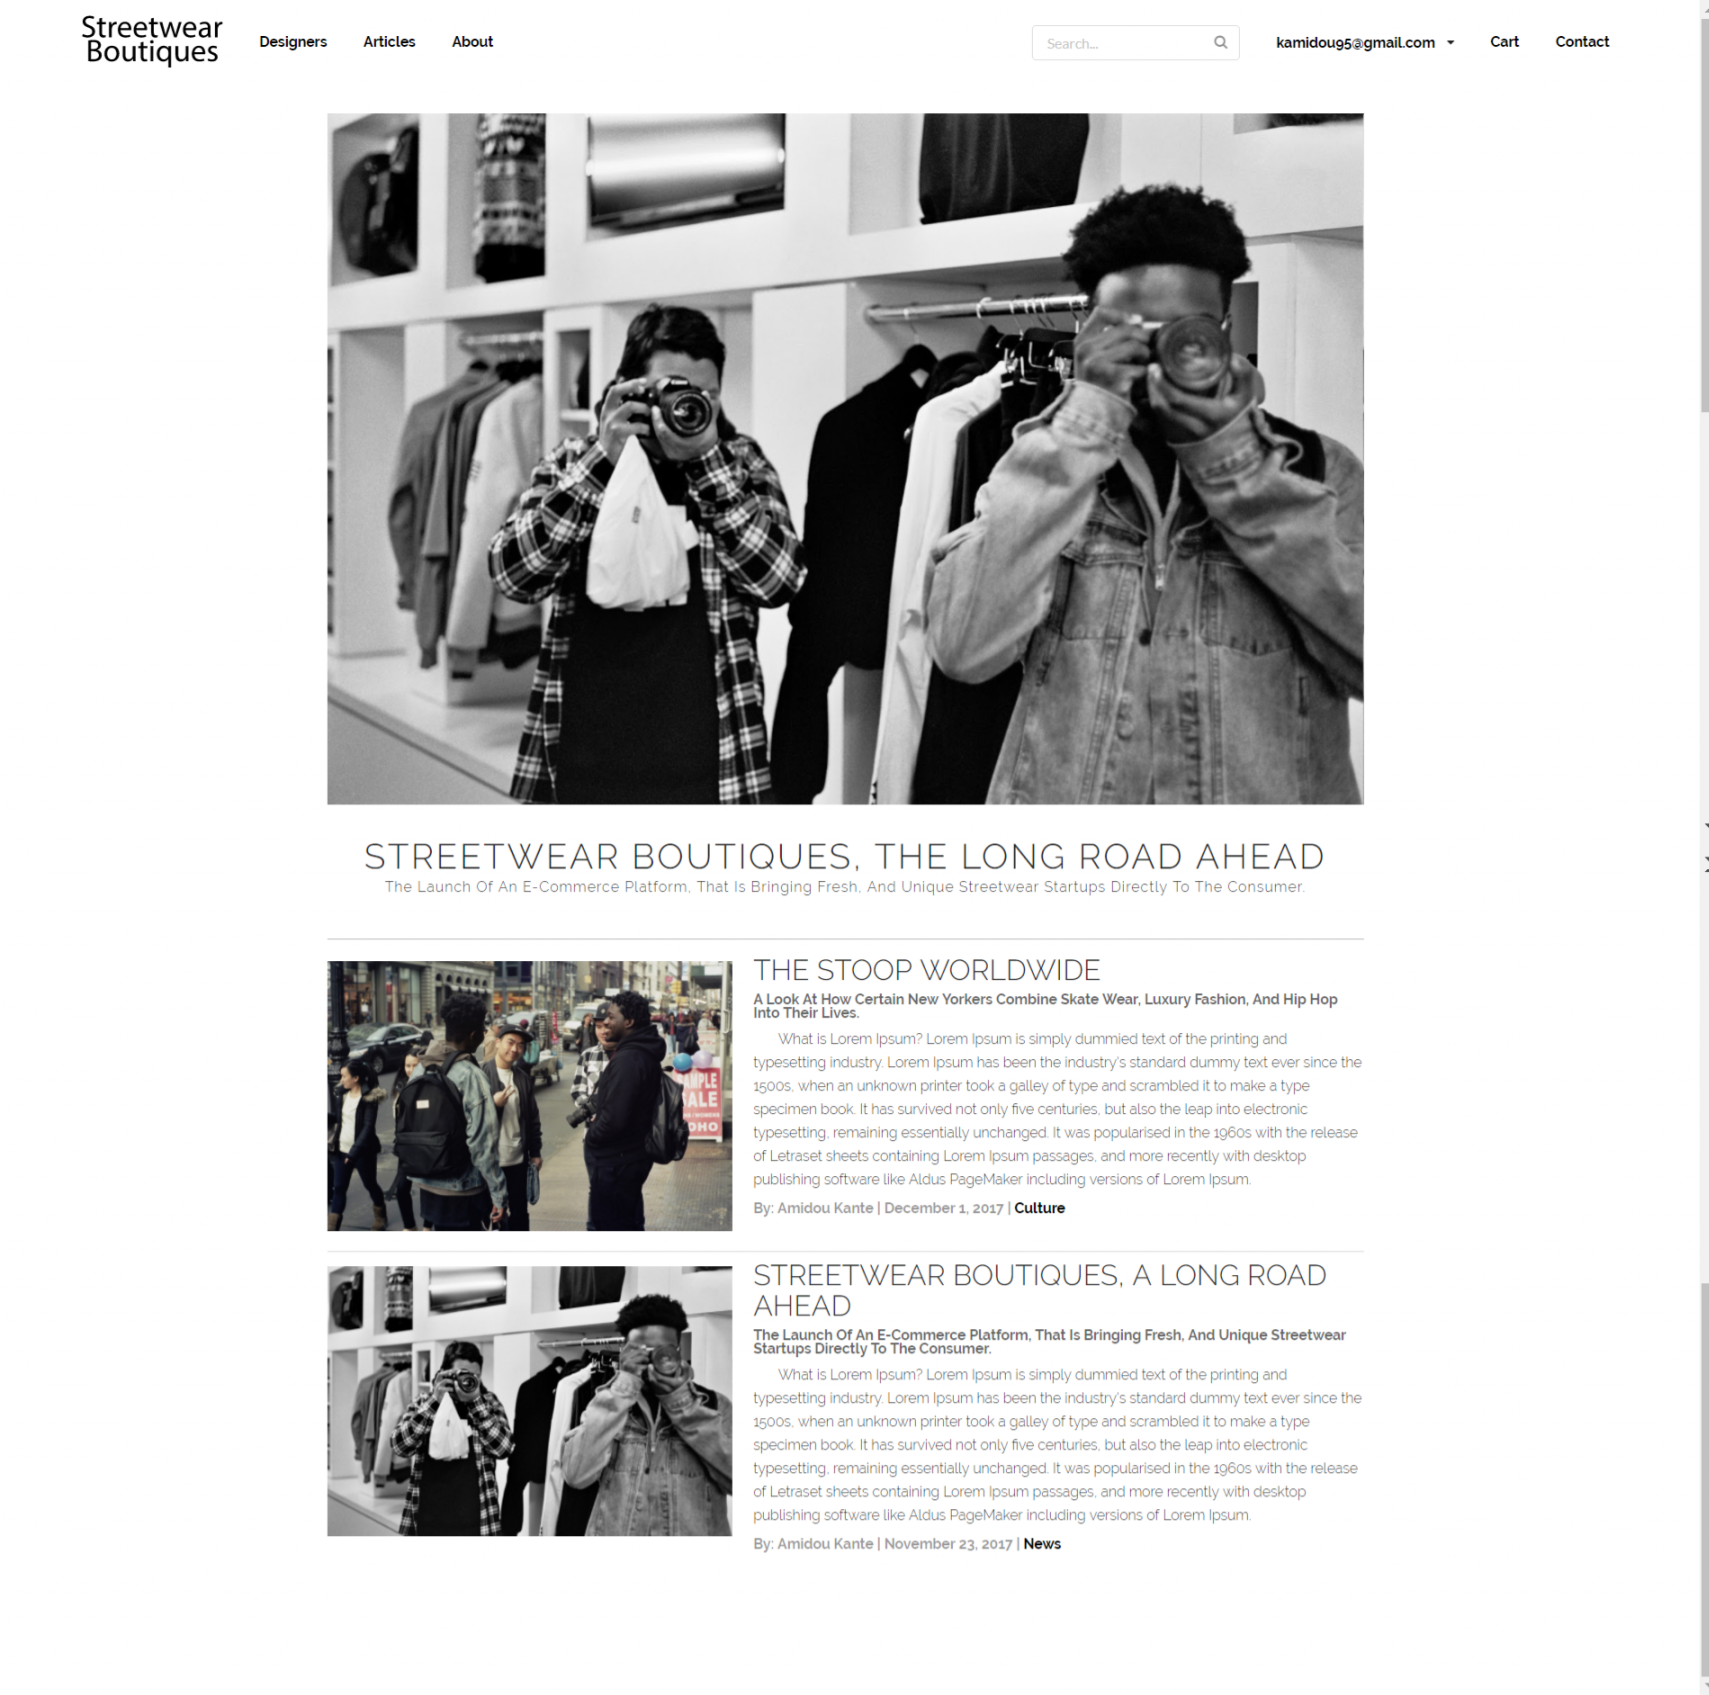 Streetwear
Boutiques
Designers Articles About Search... kamidou95@gmail.com Cart Contact
STREETWEAR BOUTIQUES, THE LONG ROAD AHEAD
The Launch Of An E-Commerce Platform, That Is Bringing Fresh, And Unique Streetwear Startups Directly To The Consumer.
THE STOOP WORLDWIDE
A Look At How Certain New Yorkers Combine Skate Wear, Luxury Fashion, And Hip Hop
Into Their Lives.
What is Lorem Ipsum? Lorem Ipsum is simply dummied text of the printing and
typesetting industry. Lorem Ipsum has been the industry's standard dummy text ever since the
1500s, when an unknown printer took a galley of type and scrambled it to make a type
specimen book. It has survived not only five centuries, but also the leap into electronic
typesetting, remaining essentially unchanged. It was popularised in the 1960s with the release
of Letraset sheets containing Lorem Ipsum passages, and more recently with desktop
publishing software like Aldus PageMaker including versions of Lorem Ipsum.
By: Amidou Kante | December 1, 2017 | Culture
STREETWEAR BOUTIQUES, A LONG ROAD
AHEAD
The Launch Of An E-Commerce Platform, That Is Bringing Fresh, And Unique Streetwear
Startups Directly To The Consumer.
What is Lorem Ipsum? Lorem Ipsum is simply dummied text of the printing and
typesetting industry. Lorem Ipsum has been the industry's standard dummy text ever since the
1500s, when an unknown printer took a galley of type and scrambled it to make a type
specimen book. It has survived not only five centuries, but also the leap into electronic
typesetting, remaining essentially unchanged. It was popularised in the 1960s with the release
of Letraset sheets containing Lorem Ipsum passages, and more recently with desktop
publishing software like Aldus PageMaker including versions of Lorem Ipsum.
By: Amidou Kante | November 23, 2017 | News